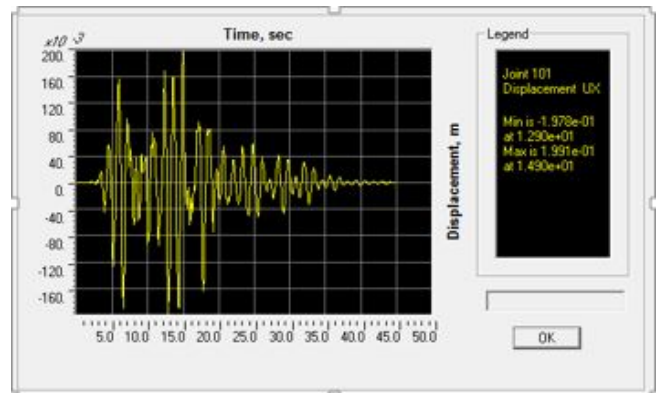 x10 -3
Time, sec
200.
160.
120.
80.
40.
0.
-40.
-80.
-120.
-160.
5.0 10.0 15.0 20.0 25.0 30.0 35.0 40.0 45.0 50.0
Displacement, m
Legend
Joint 101
Displacement UX
Min is -1.978e-01
at 1.290e+01
Max is 1.991e-01
at 1.490e+01
OK